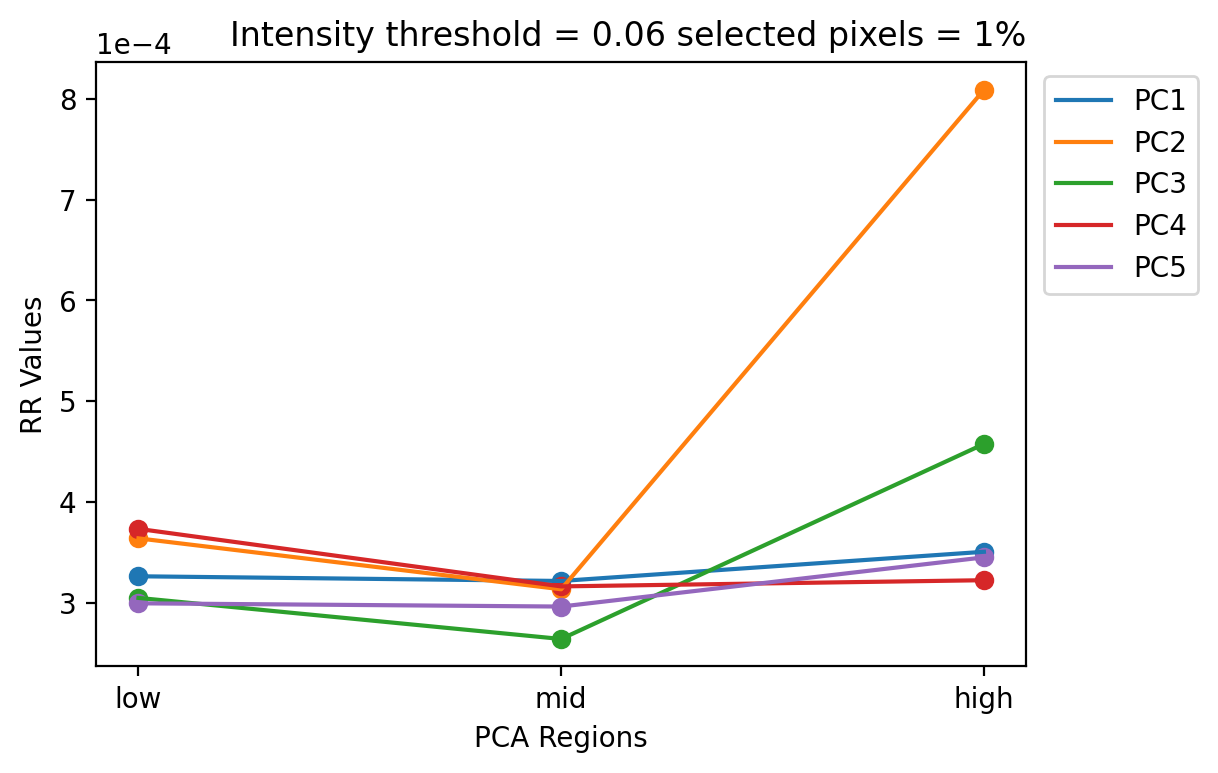 Intensity threshold = 0.06 selected pixels = 1%
1e−4
8
7
6
5
4
3
RR Values
low mid high
PCA Regions
PC1
PC2
PC3
PC4
PC5